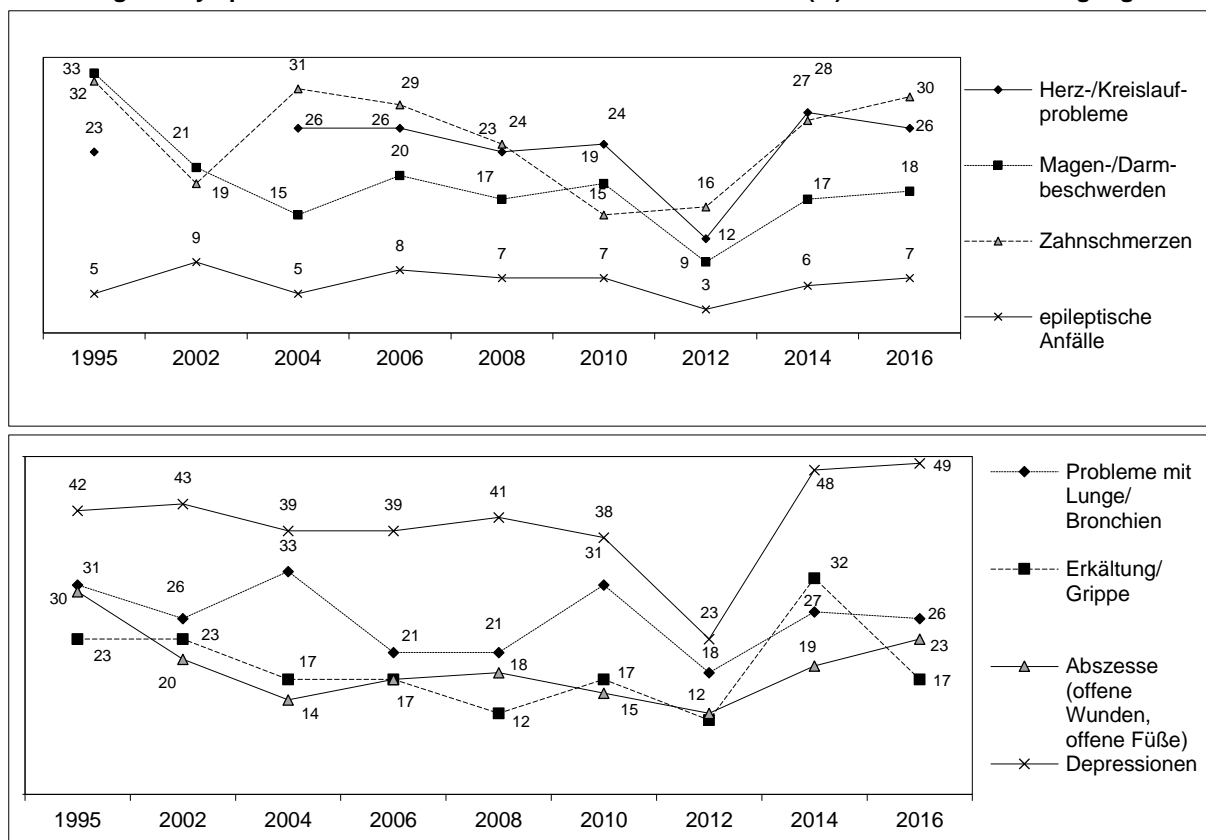 33 31 29 27 28
32 30
23 26 26 23 24 24 26
21 20 19 18
19 15 17 15 16 17
12
5 9 5 8 7 7 9 3 6 7
1995 2002 2004 2006 2008 2010 2012 2014 2016
Herz-/Kreislauf-
probleme
Magen-/Darm-
beschwerden
Zahnschmerzen
epileptische
Anfälle
42 43 39 39 41 38 48 49
31 26 33 31 32
30 21 21 23 27 26
23 23 17 17 18 19 23
20 14 17 12 18 15 12 17
1995 2002 2004 2006 2008 2010 2012 2014 2016
Probleme mit
Lunge/
Bronchien
Erkältung/
Grippe
Abszesse
(offene
Wunden,
offene Füße)
Depressionen